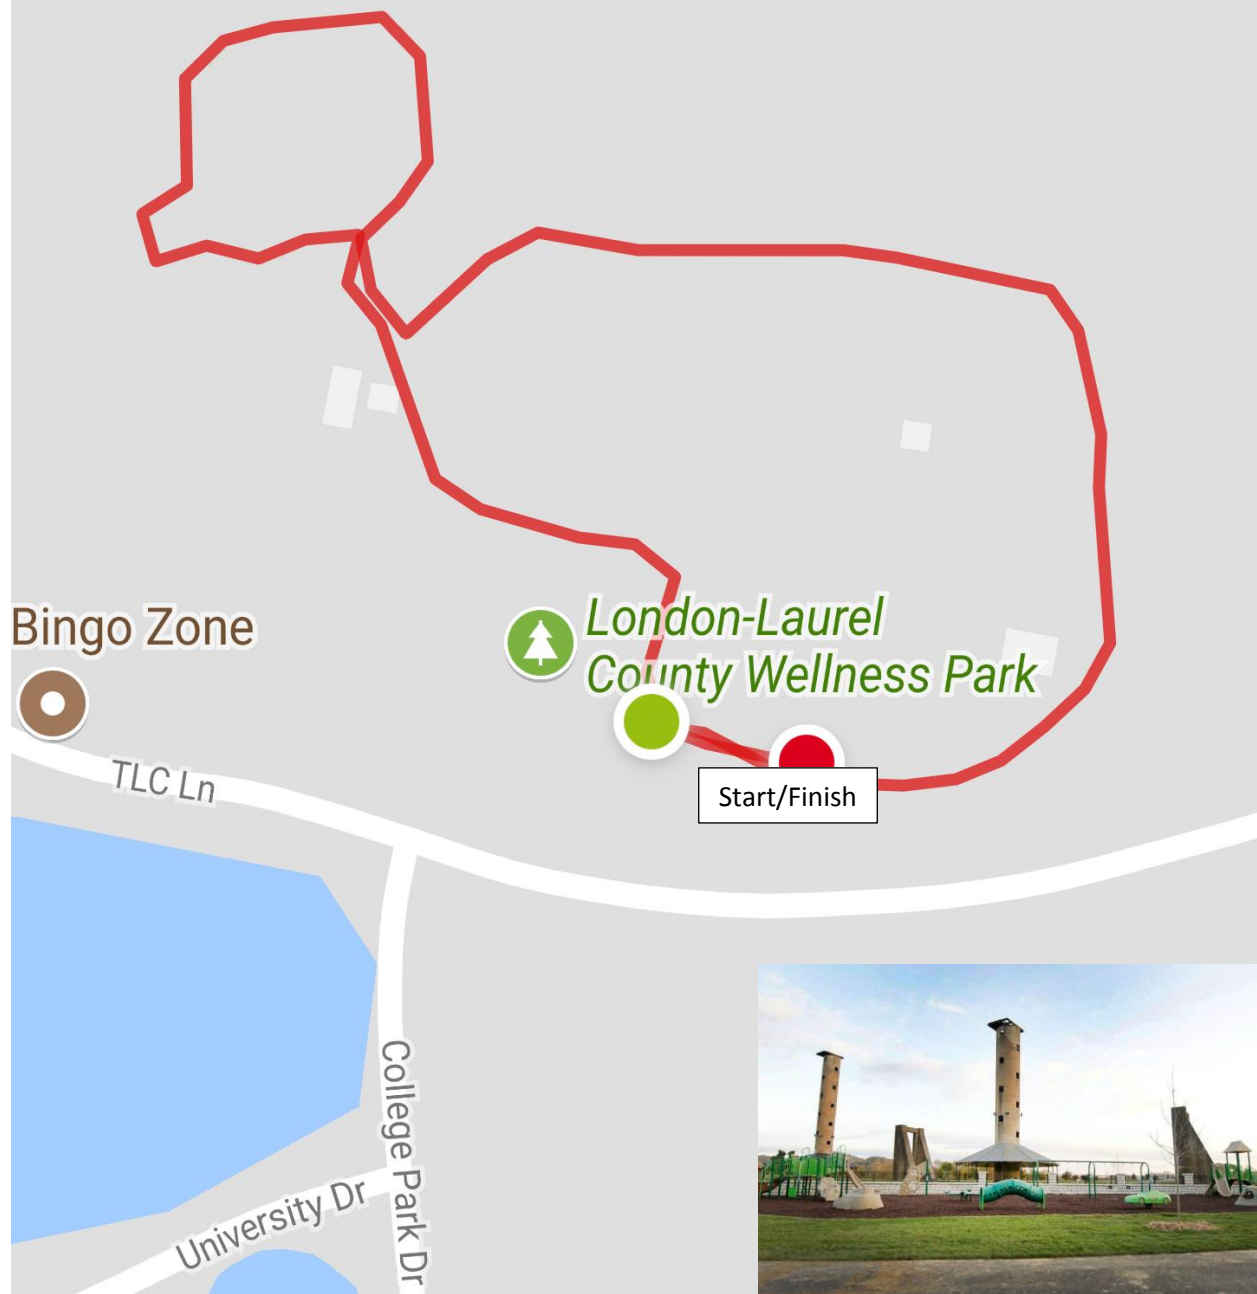 London-Laurel
County Wellness Park
Bingo Zone
TLC Ln
Start/Finish
College Park Dr
University Dr